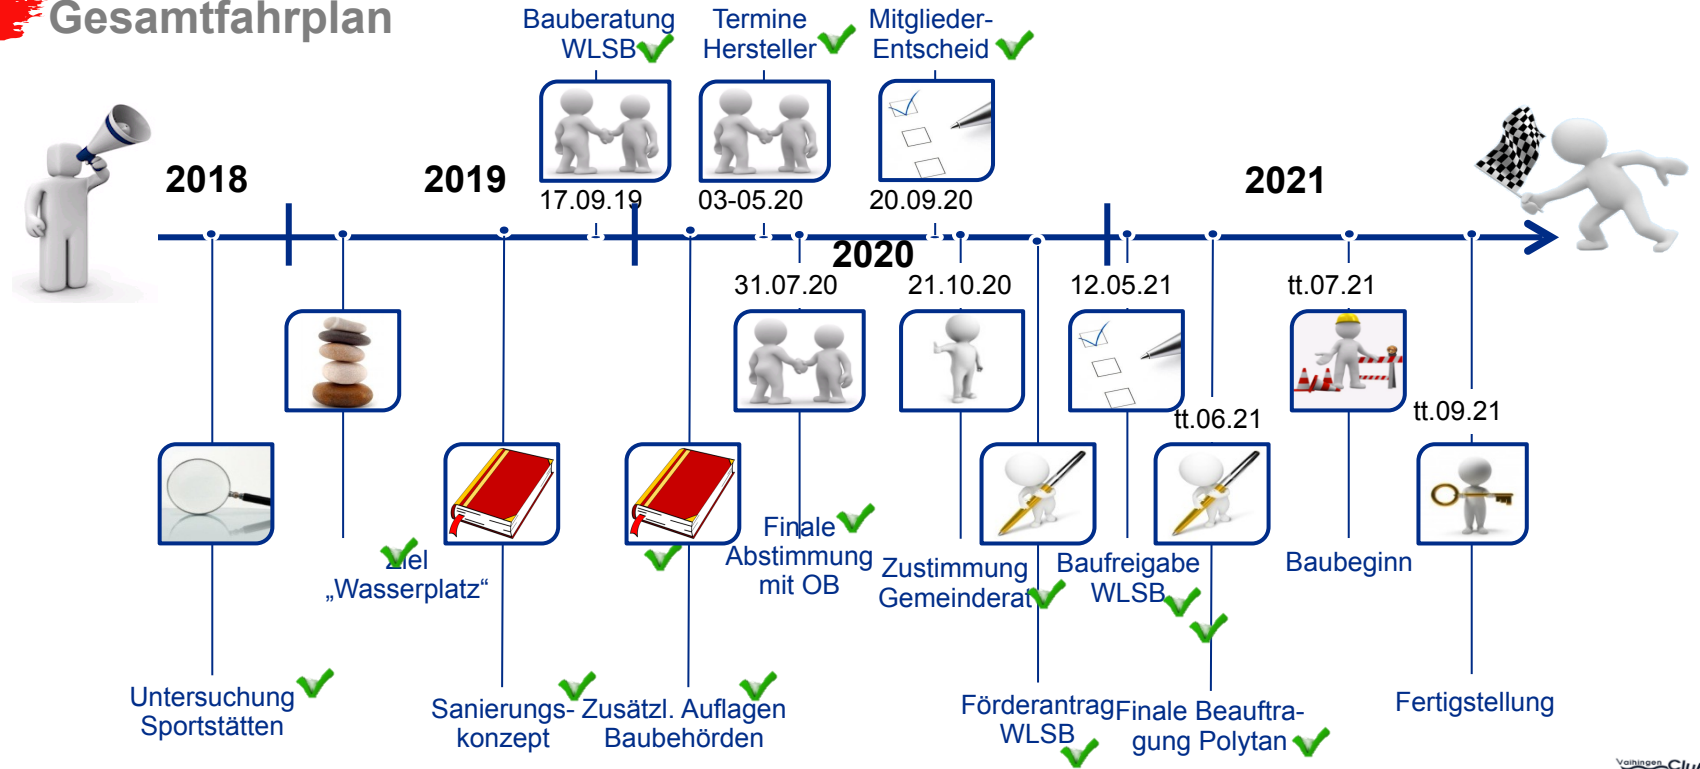 Gesamtfahrplan
Bauberatung
WLSB
Termine
Hersteller
Mitglieder-
Entscheid
2018
2019
2020
2021
17.09.19
03-05.20
20.09.20
31.07.20
21.10.20
12.05.21
tt.07.21
tt.06.21
tt.09.21
Ziel
„Wasserplatz“
Finale
Abstimmung
mit OB
Zustimmung
Gemeinderat
Baufreigabe
WLSB
Baubeginn
Untersuchung
Sportstätten
Sanierungs-
konzept
Zusätzl. Auflagen
Baubehörden
Förderantrag
WLSB
Finale Beauftra-
gung Polytan
Fertigstellung
Vaihingen